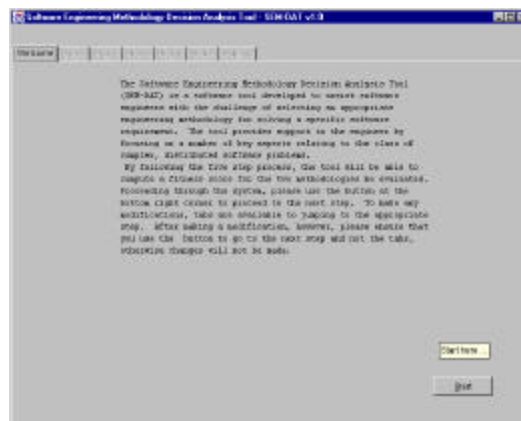 Software Engineering Methodology Decision Analysis Tool - SEM-DAT v1.0
Welcome
The Software Engineering Methodology Decision Analysis Tool
(SEM-DAT) is a software tool developed to assist software
engineers with the challenge of selecting an appropriate
engineering methodology for solving a specific software
requirement. The tool provides support to the engineer by
focusing on a number of key aspects relating to the class of
complex, distributed software problems.
By following the five step process, the tool will be able to
compute a fitness score for the two methodologies be evaluated.
Proceeding through the system, please use the button at the
bottom right corner to proceed to the next step. To make any
modifications, tabs are available to jumping to the appropriate
step. After making a modification, however, please ensure that
you use the button to go to the next step and not the tabs,
otherwise changes will not be made.
Start here...
Start